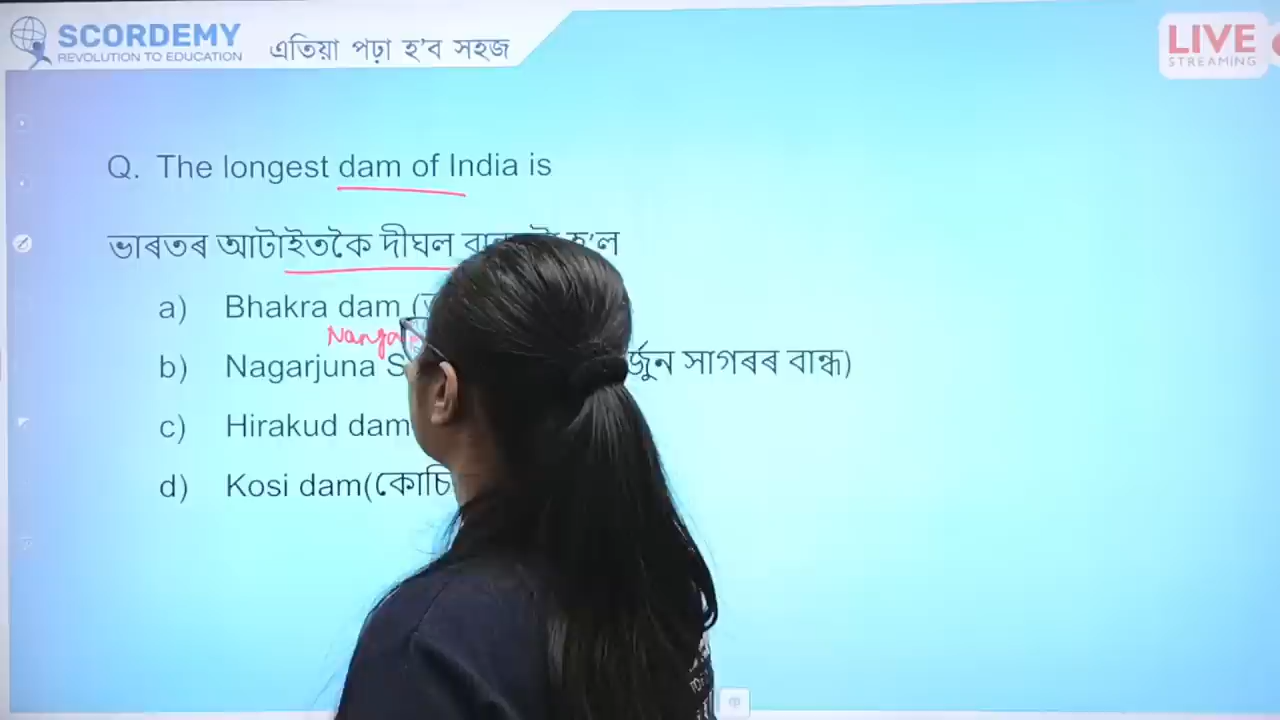 SCORDEMY
REVOLUTION TO EDUCATION
এতিয়া পঢ়া হ'ব সহজ
LIVE
STREAMING
Q. The longest dam of India is
ভাৰতৰ আটাইতকৈ দীঘল হ'ল
a) Bhakra dam
b) Nagarjuna সাগৰৰ বান্ধ)
c) Hirakud dam
d) Kosi dam(